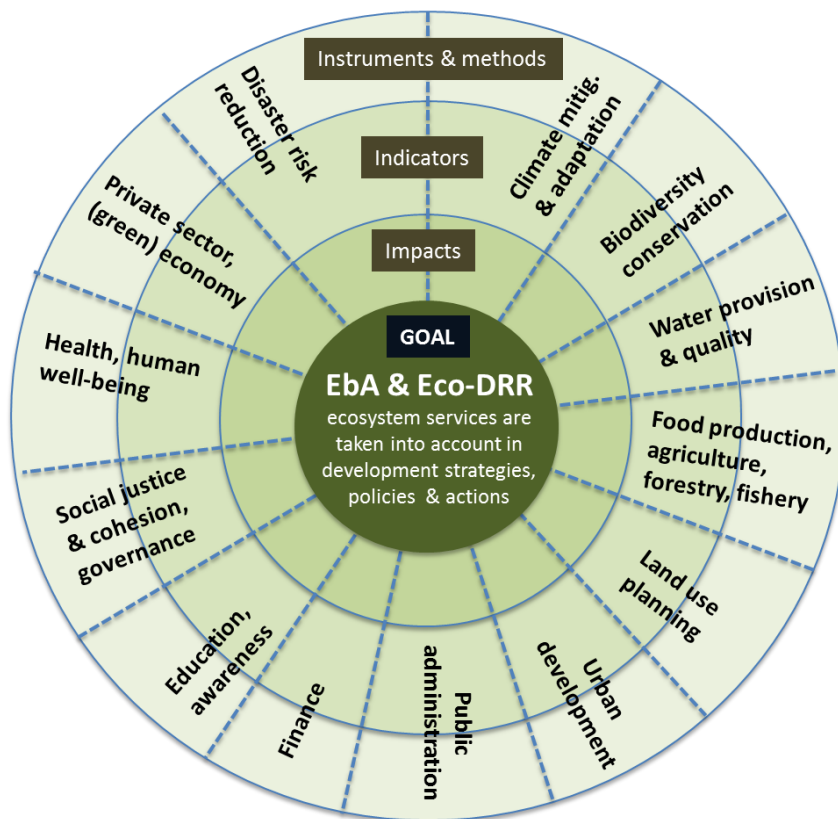 Instruments & methods
Indicators
Impacts
GOAL
EbA & Eco-DRR
ecosystem services are
taken into account in
development strategies,
policies & actions
Climate mitig.
& adaptation
Biodiversity
conservation
Water provision
& quality
Food production,
agriculture,
forestry, fishery
Land use
planning
Urban
development
Public
administration
Finance
Education,
awareness
Social justice
& cohesion,
governance
Health, human
well-being
Private sector,
(green) economy
Disaster risk
reduction